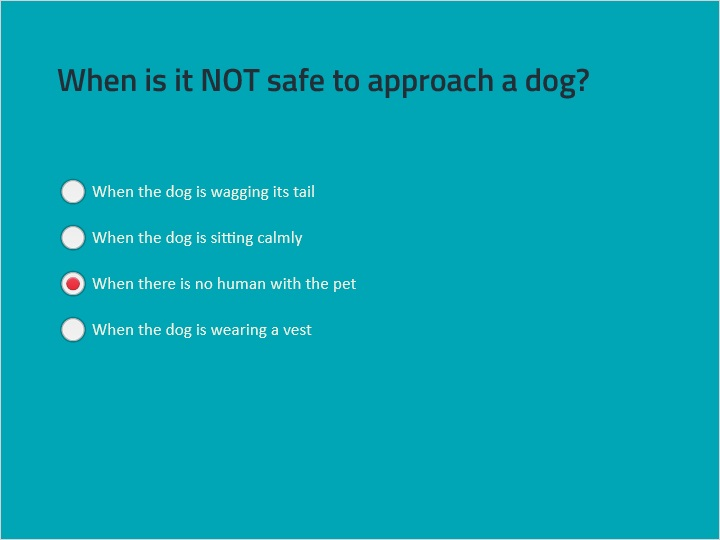 When is it NOT safe to approach a dog?
When the dog is wagging its tail
When the dog is sitting calmly
When there is no human with the pet
When the dog is wearing a vest